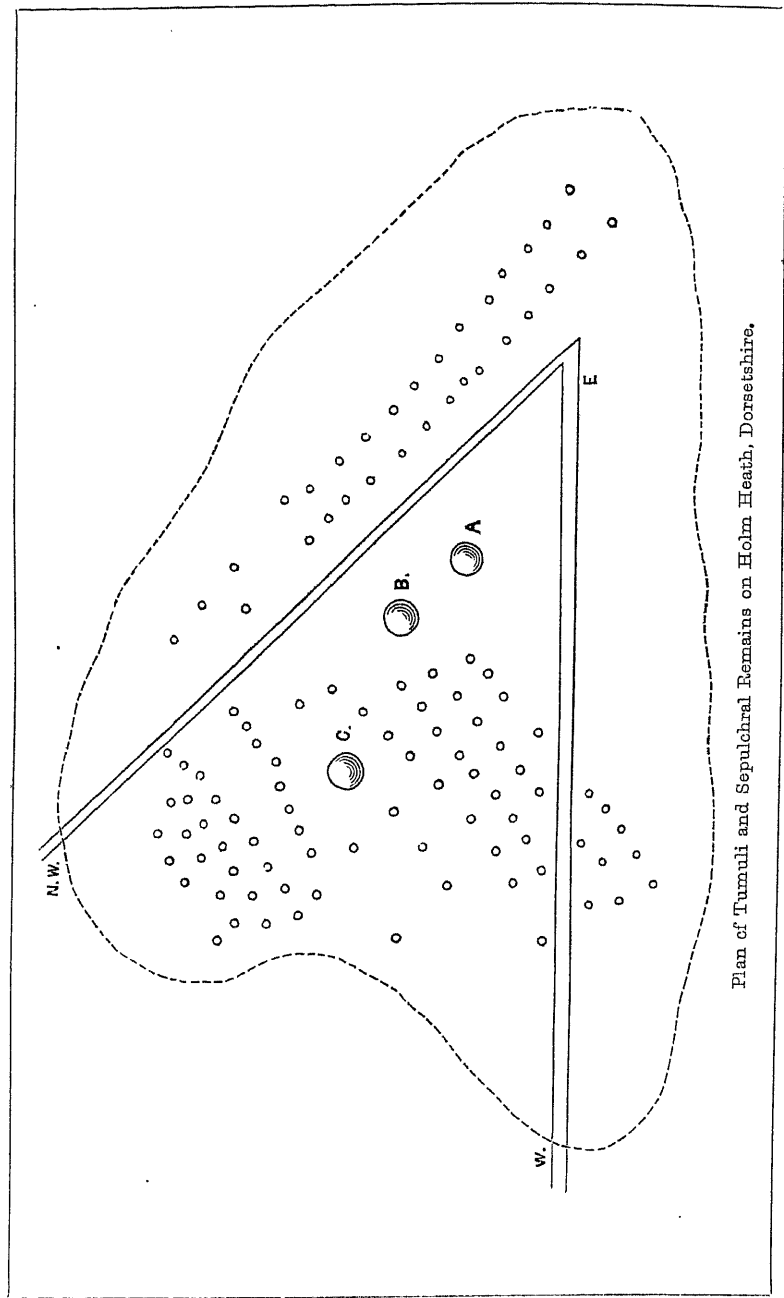 N.W.
C.
B.
A
E
W.
Plan of Tumuli and Sepulchral Remains on Holm Heath, Dorsetshire.